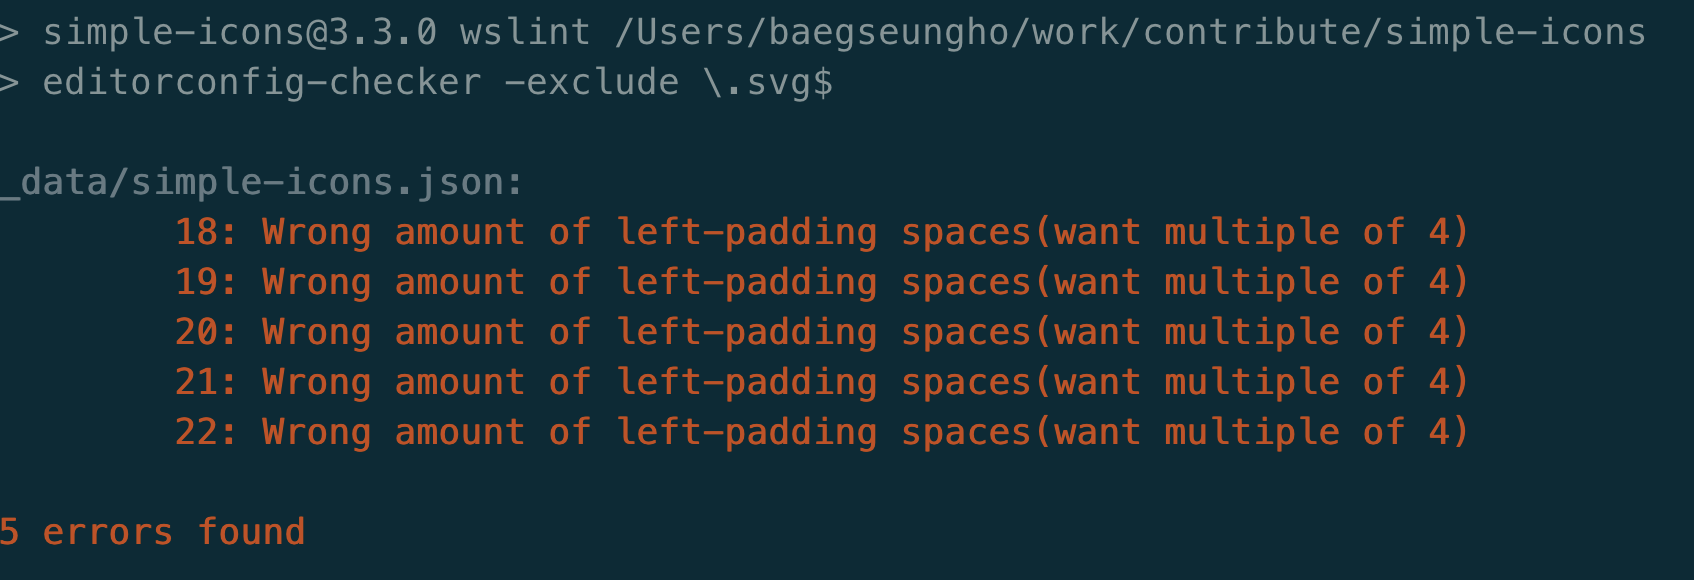 > simple-icons@3.3.0 wslint /Users/baegseungho/work/contribute/simple-icons
> editorconfig-checker -exclude \.svg$
_data/simple-icons.json:
18: Wrong amount of left-padding spaces(want multiple of 4)
19: Wrong amount of left-padding spaces(want multiple of 4)
20: Wrong amount of left-padding spaces(want multiple of 4)
21: Wrong amount of left-padding spaces(want multiple of 4)
22: Wrong amount of left-padding spaces(want multiple of 4)
5 errors found